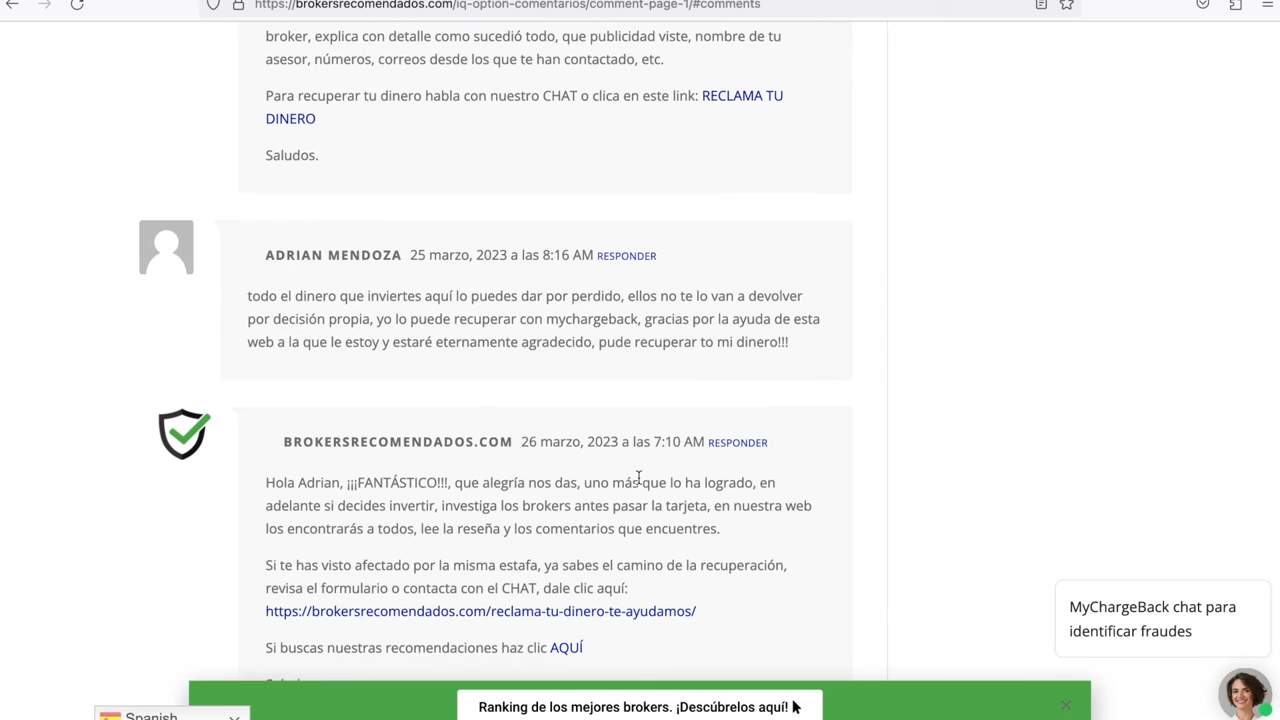 https://brokersrecomendados.com/iq-option-comentarios/comment-page-1/#comments
broker, explica con detalle como sucedió todo, que publicidad viste, nombre de tu
asesor, números, correos desde los que te han contactado, etc.
Para recuperar tu dinero habla con nuestro CHAT o clica en este link: RECLAMA TU
DINERO
Saludos.
ADRIAN MENDOZA 25 marzo, 2023 a las 8:16 AM RESPONDER
todo el dinero que inviertes aquí lo puedes dar por perdido, ellos no te lo van a devolver
por decisión propia, yo lo puede recuperar con mychargeback, gracias por la ayuda de esta
web a la que le estoy y estaré eternamente agradecido, pude recuperar to mi dinero!!!
BROKERSRECOMENDADOS.COM 26 marzo, 2023 a las 7:10 AM RESPONDER
Hola Adrian, ¡¡¡FANTÁSTICO!!!, que alegría nos das, uno más que lo ha logrado, en
adelante si decides invertir, investiga los brokers antes pasar la tarjeta, en nuestra web
los encontrarás a todos, lee la reseña y los comentarios que encuentres.
Si te has visto afectado por la misma estafa, ya sabes el camino de la recuperación,
revisa el formulario o contacta con el CHAT, dale clic aquí:
https://brokersrecomendados.com/reclama-tu-dinero-te-ayudamos/
Si buscas nuestras recomendaciones haz clic AQUÍ
MyChargeBack chat para
identificar fraudes
Ranking de los mejores brokers. ¡Descúbrelos aquí!
Spanish